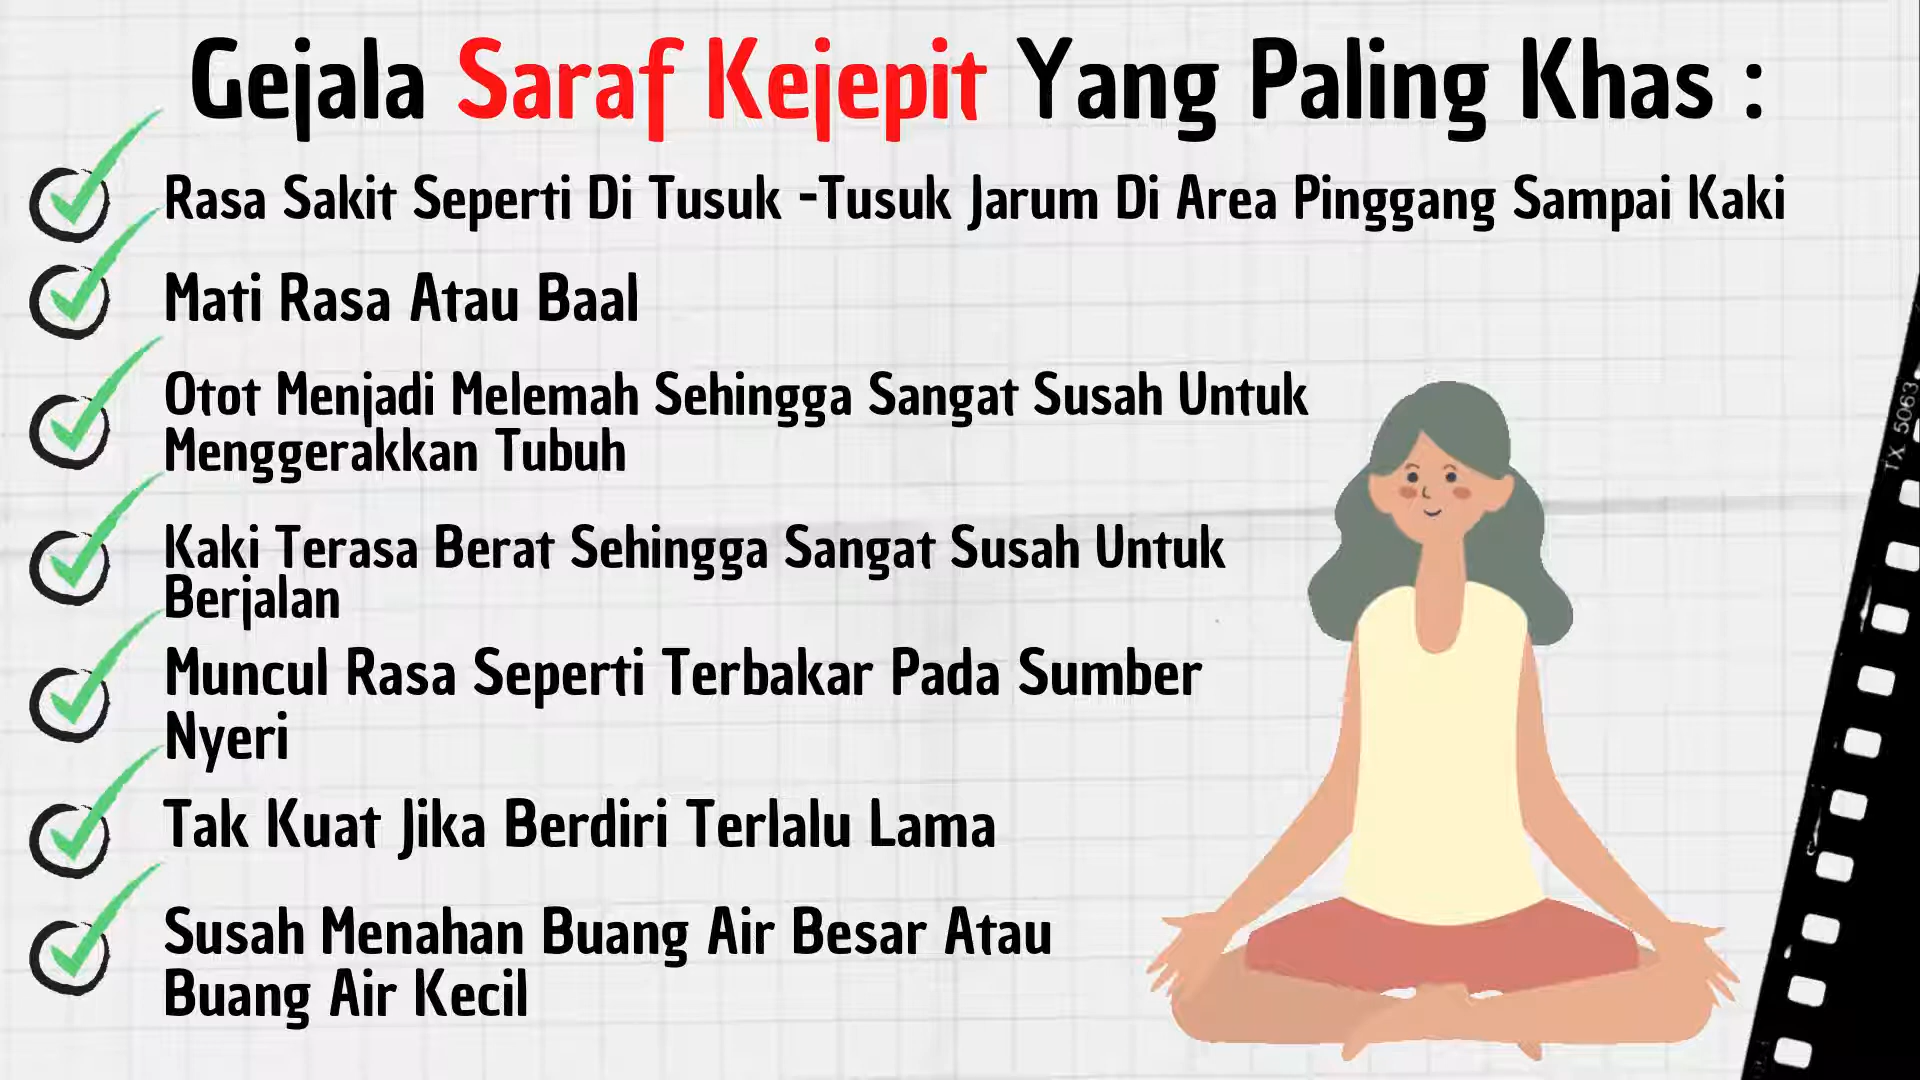 Gejala Saraf Kejepit Yang Paling Khas :
Rasa Sakit Seperti Di Tusuk -Tusuk Jarum Di Area Pinggang Sampai Kaki
Mati Rasa Atau Baal
Otot Menjadi Melemah Sehingga Sangat Susah Untuk
Menggerakkan Tubuh
Kaki Terasa Berat Sehingga Sangat Susah Untuk
Berjalan
Muncul Rasa Seperti Terbakar Pada Sumber
Nyeri
Tak Kuat Jika Berdiri Terlalu Lama
Susah Menahan Buang Air Besar Atau
Buang Air Kecil
TX 5063